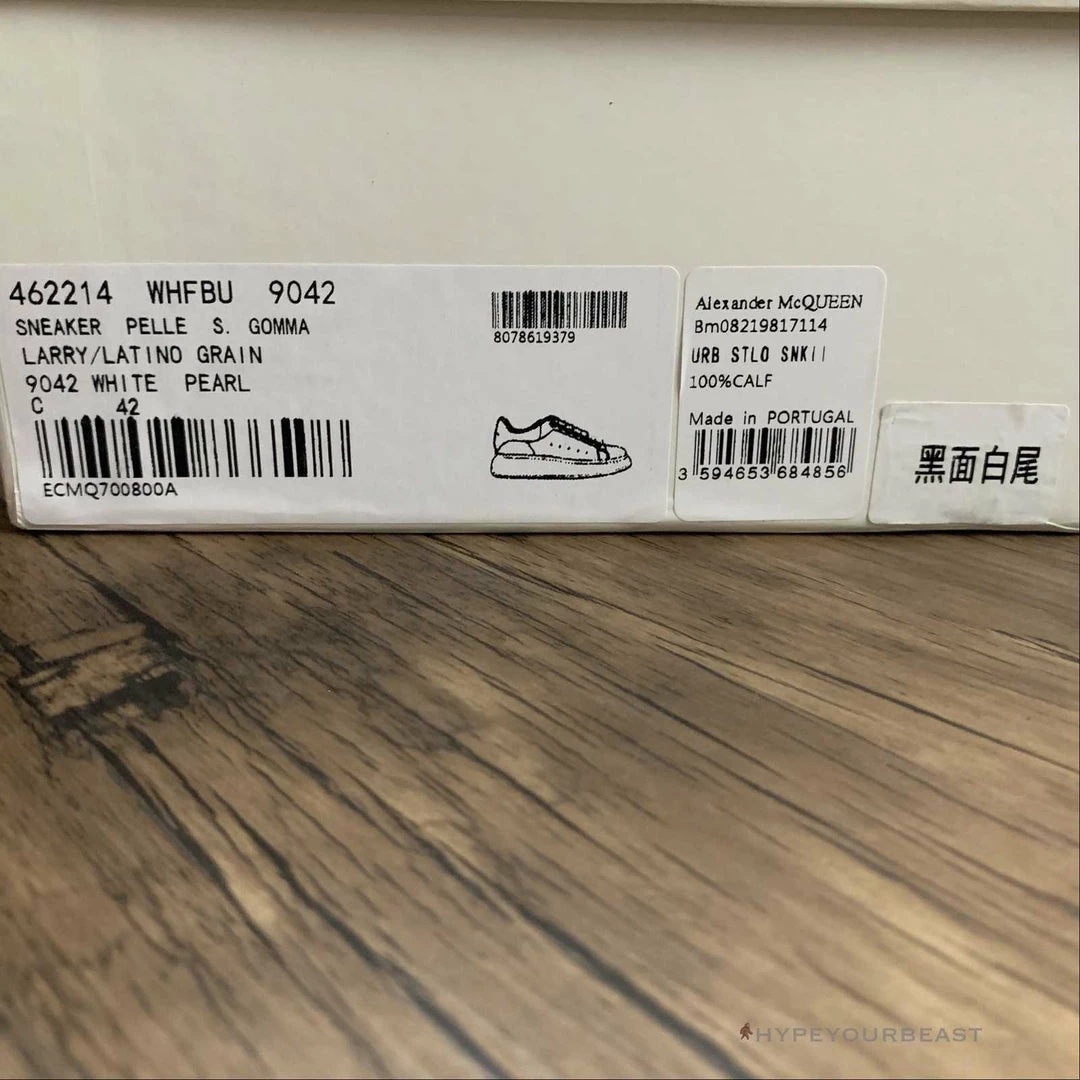 462214 WHFBU 9042
SNEAKER PELLE S. GOMMA
LARRY/LATINO GRAIN
9042 WHITE PEARL
C 42
ECMQ700800A
8078619379
Alexander McQUEEN
Bm08219817114
URB STLO SNKII
100%CALF
Made in PORTUGAL
3 594653 684856
黑面白尾
HYPEYOURBEAST